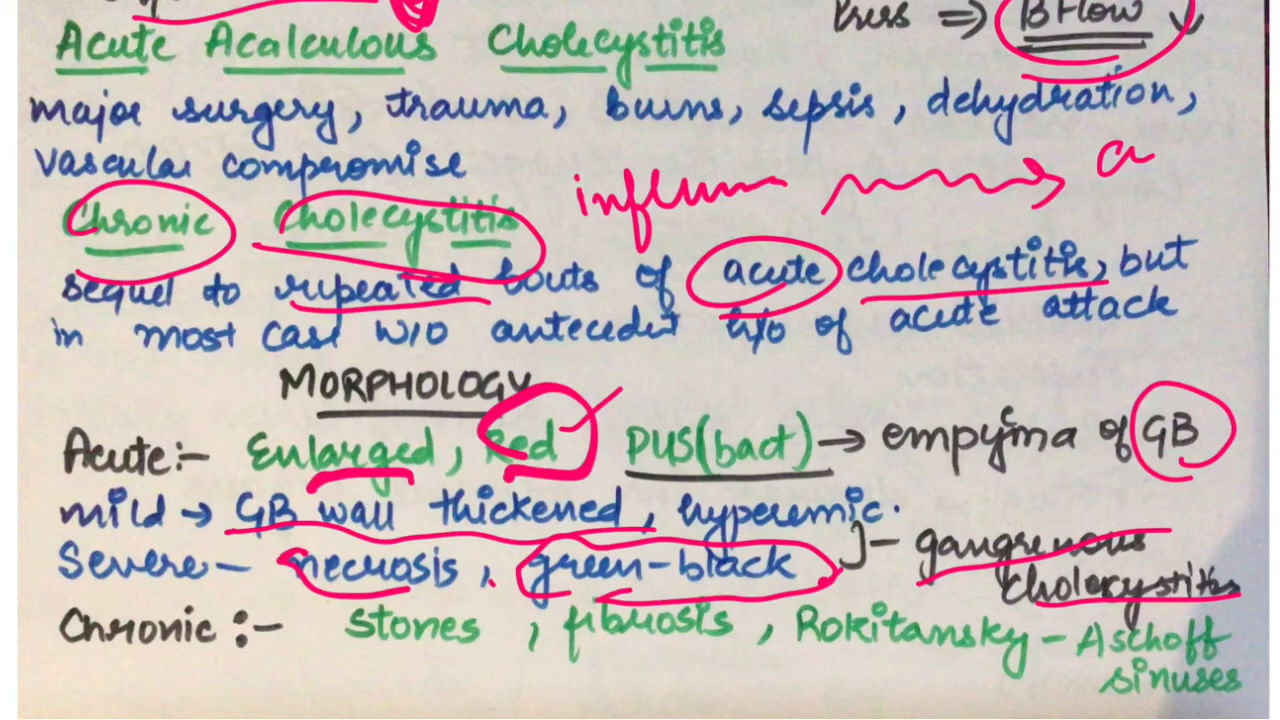 Press ⇒ B Flow ↓
Acute Acalculous Cholecystitis
major surgery, trauma, burns, sepsis, dehydration,
vascular compromise
inflam
a
Chronic Cholecystitis
sequel to repeated bouts of acute cholecystitis, but
in most case w/o antecedent h/o of acute attack
MORPHOLOGY
Acute:- Enlarged, Red PUS(bact) → empyema of GB
mild → GB wall thickened, hyperemic.
Severe - necrosis, green-black ]- gangrenous
cholecystitis
Chronic :- stones, fibrosis, Rokitansky-Aschoff
sinuses